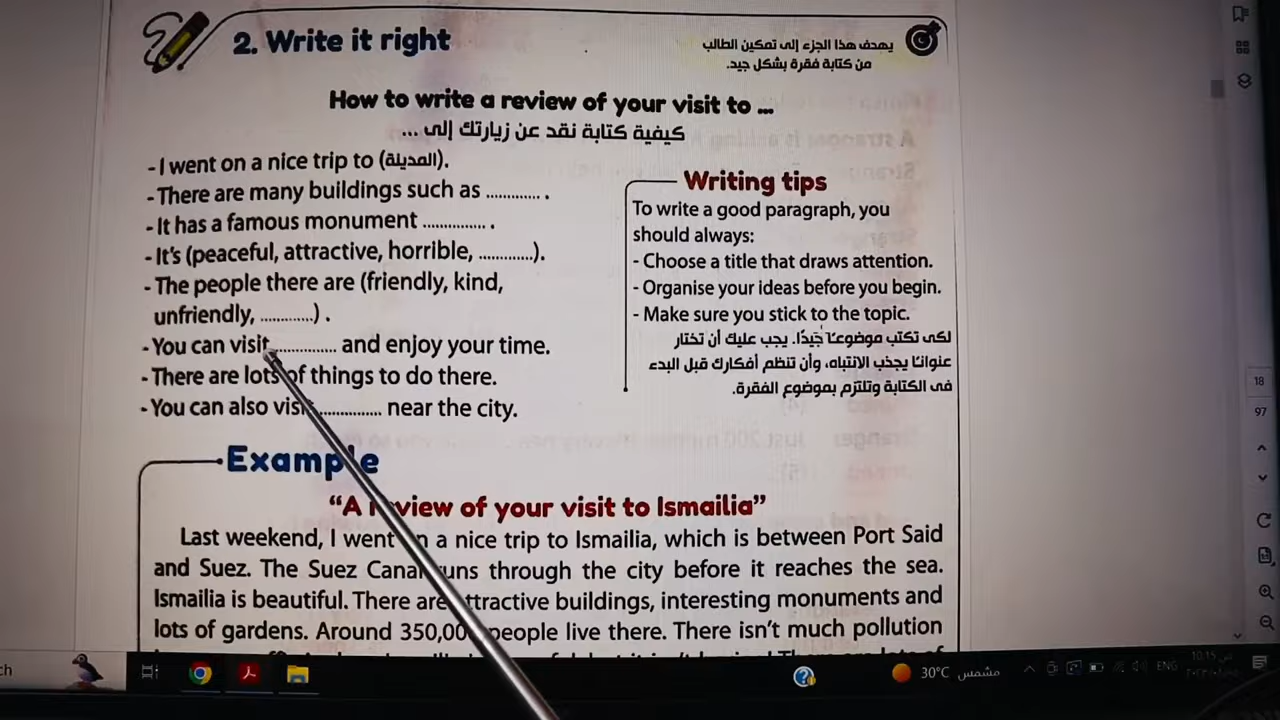 2. Write it right
يهدف هذا الجزء إلى تمكين الطالب
من كتابة فقرة بشكل جيد.
How to write a review of your visit to ...
كيفية كتابة نقد عن زيارتك إلى ...
- I went on a nice trip to (المدينة).
- There are many buildings such as ............. .
- It has a famous monument ............... .
- It's (peaceful, attractive, horrible, .............).
- The people there are (friendly, kind,
unfriendly, .............) .
- You can visit ............... and enjoy your time.
- There are lots of things to do there.
- You can also visit ............... near the city.
Writing tips
To write a good paragraph, you
should always:
- Choose a title that draws attention.
- Organise your ideas before you begin.
- Make sure you stick to the topic.
لكى تكتب موضوعًا جيدًا. يجب عليك أن تختار
عنوانًا يجذب الانتباه، وأن تنظم أفكارك قبل البدء
فى الكتابة وتلتزم بموضوع الفقرة.
Example
"A review of your visit to Ismailia"
Last weekend, I went on a nice trip to Ismailia, which is between Port Said
and Suez. The Suez Canal runs through the city before it reaches the sea.
Ismailia is beautiful. There are attractive buildings, interesting monuments and
lots of gardens. Around 350,000 people live there. There isn't much pollution
18
97
ch
30°C مشمس
ENG